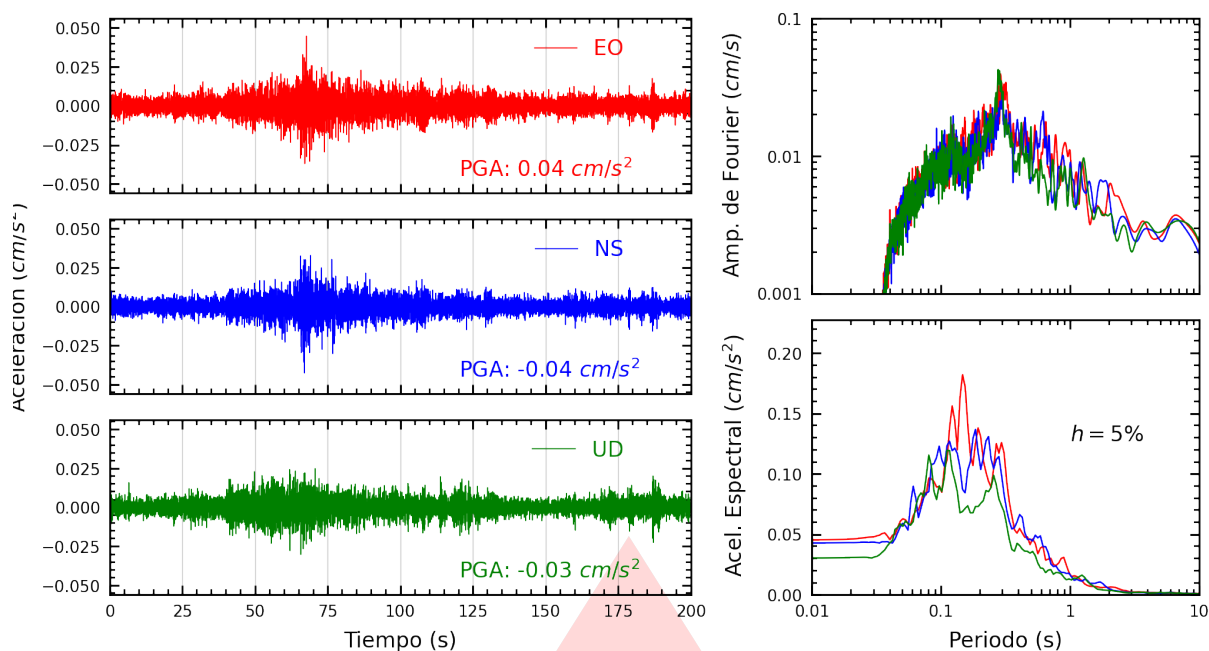 0.050
0.025
0.000
−0.025
−0.050
EO
PGA: 0.04 cm/s²
0.050
0.025
0.000
−0.025
−0.050
NS
PGA: -0.04 cm/s²
0.050
0.025
0.000
−0.025
−0.050
UD
PGA: -0.03 cm/s²
0 25 50 75 100 125 150 175 200
Tiempo (s)
Aceleracion (cm/s²)
0.1
0.01
0.001
Amp. de Fourier (cm/s)
0.20
0.15
0.10
0.05
0.00
Acel. Espectral (cm/s²)
h = 5%
0.01 0.1 1 10
Periodo (s)